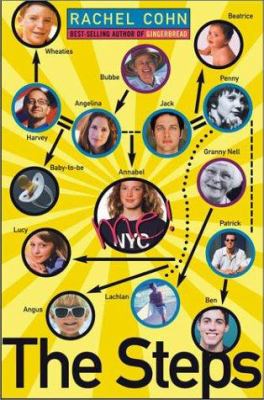 RACHEL COHN
BEST-SELLING AUTHOR OF GINGERBREAD
Beatrice
Wheaties
Bubbe
Penny
Angelina
Jack
Harvey
Granny Nell
Baby-to-be
Annabel
me!
NYC
Patrick
Lucy
Lachlan
Angus
Ben
The Steps